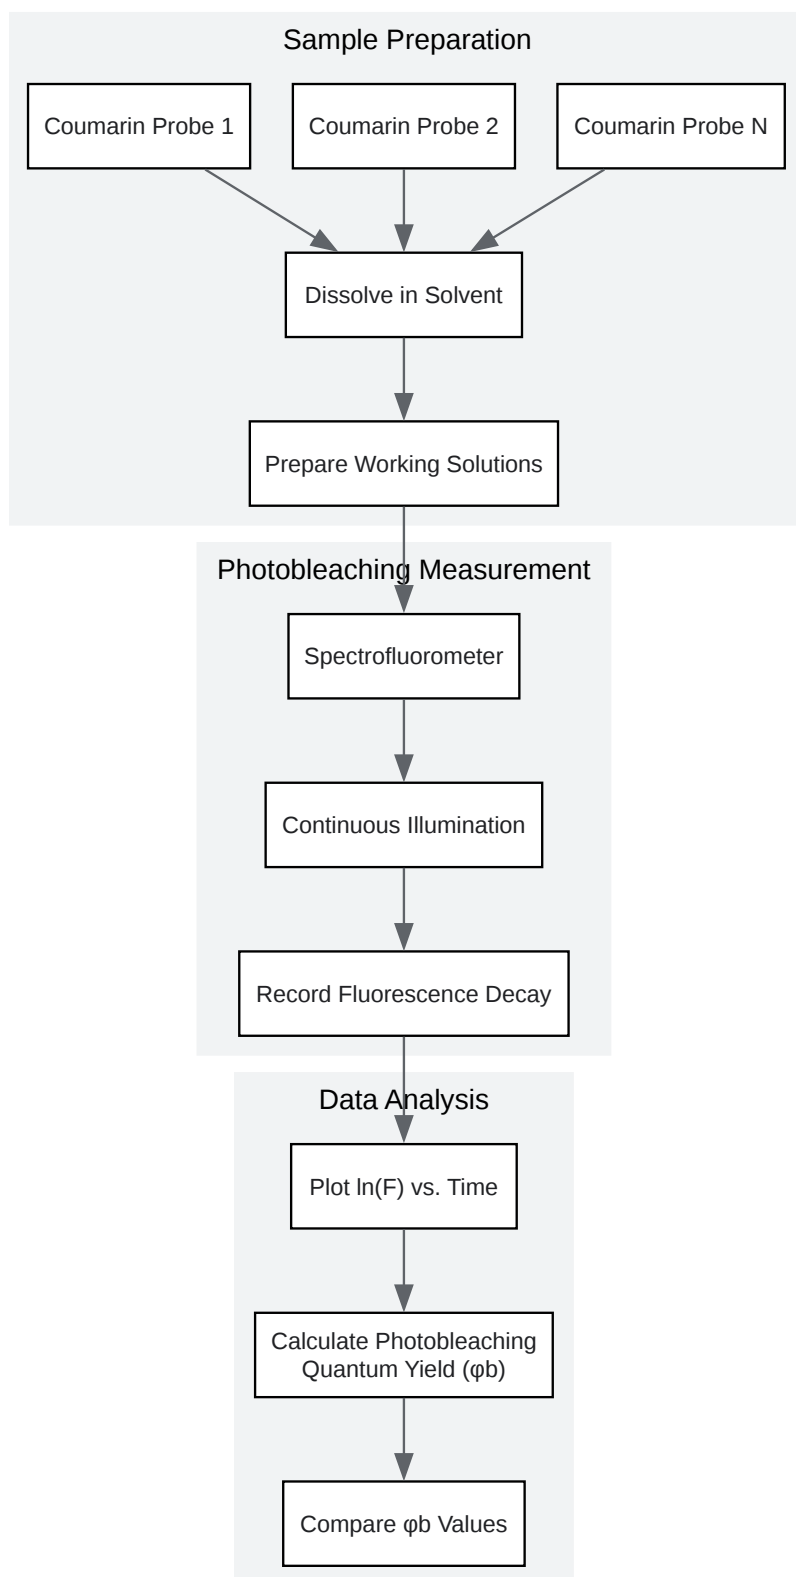 Sample Preparation
Coumarin Probe 1
Coumarin Probe 2
Coumarin Probe N
Dissolve in Solvent
Prepare Working Solutions
Photobleaching Measurement
Spectrofluorometer
Continuous Illumination
Record Fluorescence Decay
Data Analysis
Plot ln(F) vs. Time
Calculate Photobleaching
Quantum Yield (φb)
Compare φb Values